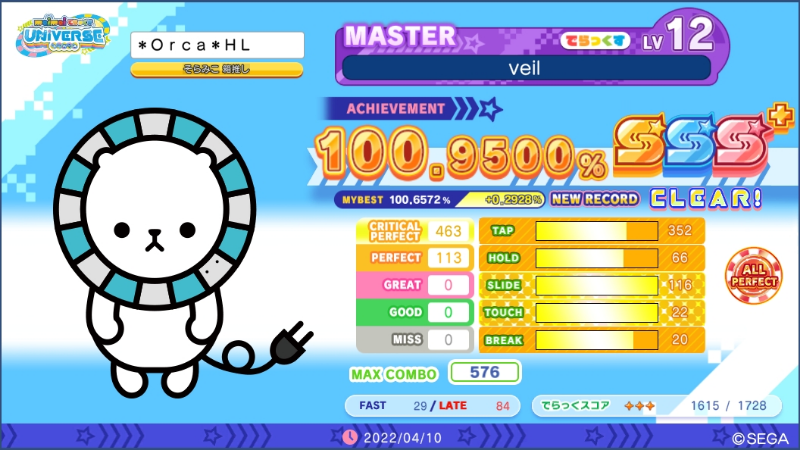 maimai でらっくす
UNiVERSE
*Orca*HL
そらみこ 箱推し
MASTER
でらっくす
LV 12
veil
ACHIEVEMENT
100.9500%
SSS+
MYBEST 100.6572% +0.2928% NEW RECORD CLEAR!
CRITICAL PERFECT 463
PERFECT 113
GREAT 0
GOOD 0
MISS 0
TAP 352
HOLD 66
SLIDE 116
TOUCH 22
BREAK 20
ALL PERFECT
MAX COMBO 576
FAST 29 / LATE 84
でらっくスコア 1615 / 1728
2022/04/10
©SEGA